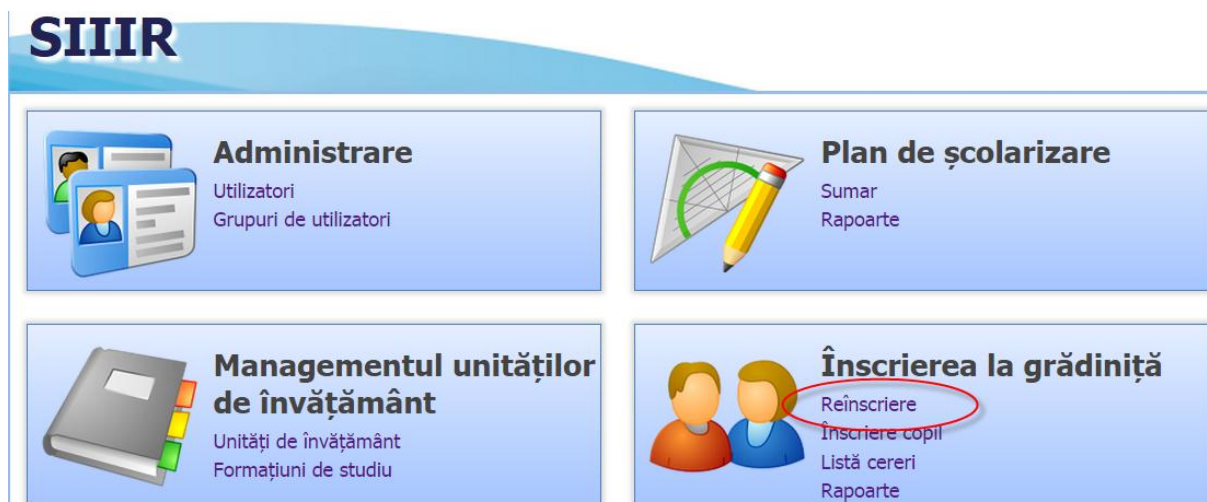 SIIIR
Administrare
Utilizatori
Grupuri de utilizatori
Plan de școlarizare
Sumar
Rapoarte
Managementul unităților
de învățământ
Unități de învățământ
Formațiuni de studiu
Înscrierea la grădiniță
Reînscriere
Înscriere copil
Listă cereri
Rapoarte